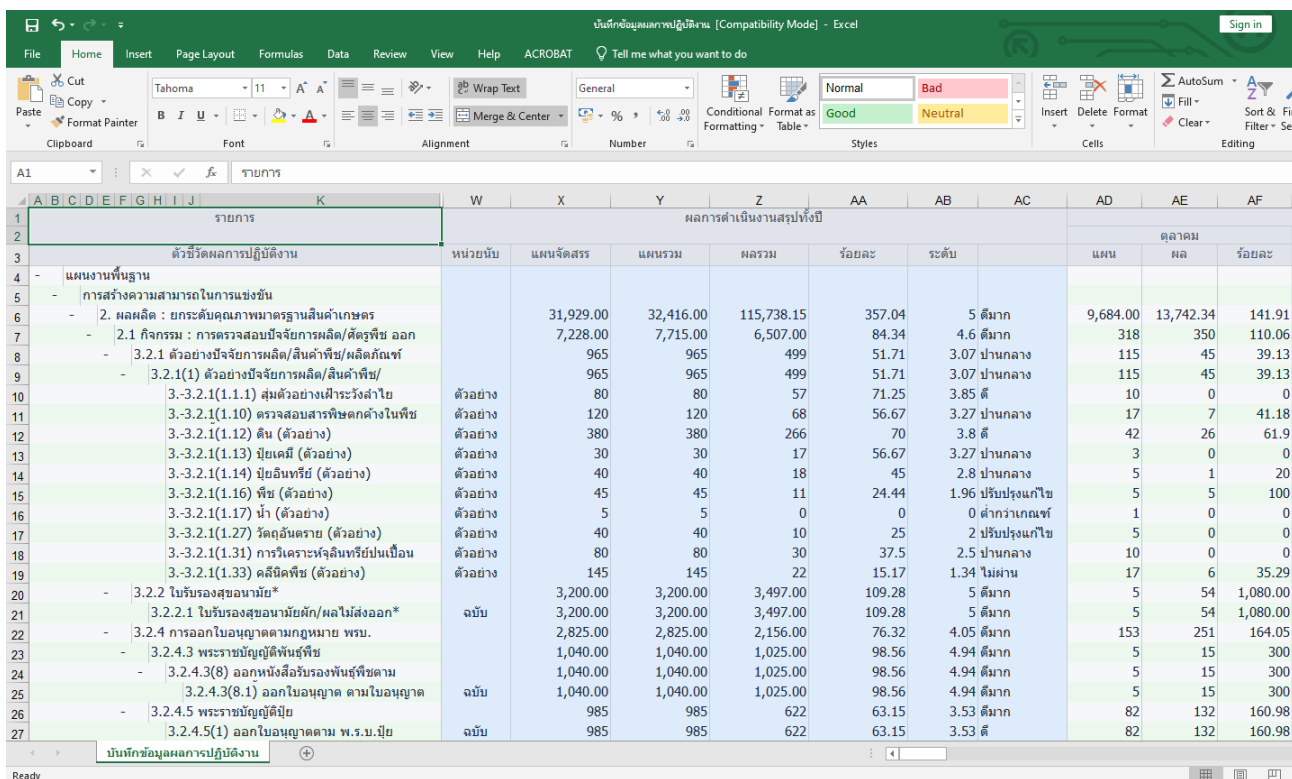 บันทึกข้อมูลผลการปฏิบัติงาน [Compatibility Mode] - Excel
Sign in
File Home Insert Page Layout Formulas Data Review View Help ACROBAT Tell me what you want to do
Cut
Copy
Format Painter
Paste
Clipboard
Tahoma 11
B I U
Font
Wrap Text
Merge & Center
Alignment
General
Number
Conditional Formatting
Format as Table
Normal Bad
Good Neutral
Styles
Insert Delete Format
Cells
AutoSum
Fill
Clear
Sort & Filter
Editing
A1 fx รายการ
A B C D E F G H I J K W X Y Z AA AB AC AD AE AF
1 รายการ ผลการดำเนินงานสรุปทั้งปี
2 ตุลาคม
3 ตัวชี้วัดผลการปฏิบัติงาน หน่วยนับ แผนจัดสรร แผนรวม ผลรวม ร้อยละ ระดับ แผน ผล ร้อยละ
4 - แผนงานพื้นฐาน
5 - การสร้างความสามารถในการแข่งขัน
6 - 2. ผลผลิต : ยกระดับคุณภาพมาตรฐานสินค้าเกษตร 31,929.00 32,416.00 115,738.15 357.04 5 ดีมาก 9,684.00 13,742.34 141.91
7 - 2.1 กิจกรรม : การตรวจสอบปัจจัยการผลิต/ศัตรูพืช ออก 7,228.00 7,715.00 6,507.00 84.34 4.6 ดีมาก 318 350 110.06
8 - 3.2.1 ตัวอย่างปัจจัยการผลิต/สินค้าพืช/ผลิตภัณฑ์ 965 965 499 51.71 3.07 ปานกลาง 115 45 39.13
9 - 3.2.1(1) ตัวอย่างปัจจัยการผลิต/สินค้าพืช/ 965 965 499 51.71 3.07 ปานกลาง 115 45 39.13
10 3.-3.2.1(1.1.1) สุ่มตัวอย่างเฝ้าระวังลำไย ตัวอย่าง 80 80 57 71.25 3.85 ดี 10 0 0
11 3.-3.2.1(1.10) ตรวจสอบสารพิษตกค้างในพืช ตัวอย่าง 120 120 68 56.67 3.27 ปานกลาง 17 7 41.18
12 3.-3.2.1(1.12) ดิน (ตัวอย่าง) ตัวอย่าง 380 380 266 70 3.8 ดี 42 26 61.9
13 3.-3.2.1(1.13) ปุ๋ยเคมี (ตัวอย่าง) ตัวอย่าง 30 30 17 56.67 3.27 ปานกลาง 3 0 0
14 3.-3.2.1(1.14) ปุ๋ยอินทรีย์ (ตัวอย่าง) ตัวอย่าง 40 40 18 45 2.8 ปานกลาง 5 1 20
15 3.-3.2.1(1.16) พืช (ตัวอย่าง) ตัวอย่าง 45 45 11 24.44 1.96 ปรับปรุงแก้ไข 5 5 100
16 3.-3.2.1(1.17) น้ำ (ตัวอย่าง) ตัวอย่าง 5 5 0 0 0 ต่ำกว่าเกณฑ์ 1 0 0
17 3.-3.2.1(1.27) วัตถุอันตราย (ตัวอย่าง) ตัวอย่าง 40 40 10 25 2 ปรับปรุงแก้ไข 5 0 0
18 3.-3.2.1(1.31) การวิเคราะห์จุลินทรีย์ปนเปื้อน ตัวอย่าง 80 80 30 37.5 2.5 ปานกลาง 10 0 0
19 3.-3.2.1(1.33) คลีนิคพืช (ตัวอย่าง) ตัวอย่าง 145 145 22 15.17 1.34 ไม่ผ่าน 17 6 35.29
20 - 3.2.2 ใบรับรองสุขอนามัย* 3,200.00 3,200.00 3,497.00 109.28 5 ดีมาก 5 54 1,080.00
21 3.2.2.1 ใบรับรองสุขอนามัยผัก/ผลไม้ส่งออก* ฉบับ 3,200.00 3,200.00 3,497.00 109.28 5 ดีมาก 5 54 1,080.00
22 - 3.2.4 การออกใบอนุญาตตามกฎหมาย พรบ. 2,825.00 2,825.00 2,156.00 76.32 4.05 ดีมาก 153 251 164.05
23 - 3.2.4.3 พระราชบัญญัติพันธุ์พืช 1,040.00 1,040.00 1,025.00 98.56 4.94 ดีมาก 5 15 300
24 - 3.2.4.3(8) ออกหนังสือรับรองพันธุ์พืชตาม 1,040.00 1,040.00 1,025.00 98.56 4.94 ดีมาก 5 15 300
25 3.2.4.3(8.1) ออกใบอนุญาต ตามใบอนุญาต ฉบับ 1,040.00 1,040.00 1,025.00 98.56 4.94 ดีมาก 5 15 300
26 - 3.2.4.5 พระราชบัญญัติปุ๋ย 985 985 622 63.15 3.53 ดีมาก 82 132 160.98
27 3.2.4.5(1) ออกใบอนุญาตตาม พ.ร.บ.ปุ๋ย ฉบับ 985 985 622 63.15 3.53 ดี 82 132 160.98
บันทึกข้อมูลผลการปฏิบัติงาน
Ready